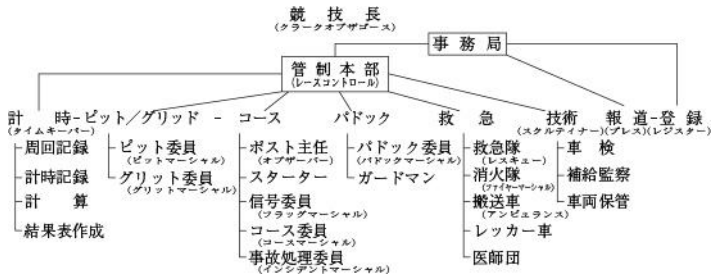 競技長
(クラークオブザコース)
事務局
管制本部
(レースコントロール)
計時-ピット/グリッド-コース パドック 救急 技術 報道-登録
(タイムキーパー) (スクルティナー)(プレス)(レジスター)
周回記録
計時記録
計算
結果表作成
ピット委員
(ピットマーシャル)
グリット委員
(グリットマーシャル)
ポスト主任
(オブザーバー)
スターター
信号委員
(フラッグマーシャル)
コース委員
(コースマーシャル)
事故処理委員
(インシデントマーシャル)
パドック委員
(パドックマーシャル)
ガードマン
救急隊
(レスキュー)
消火隊
(ファイヤーマーシャル)
搬送車
(アンビュランス)
レッカー車
医師団
車検
補給監察
車両保管